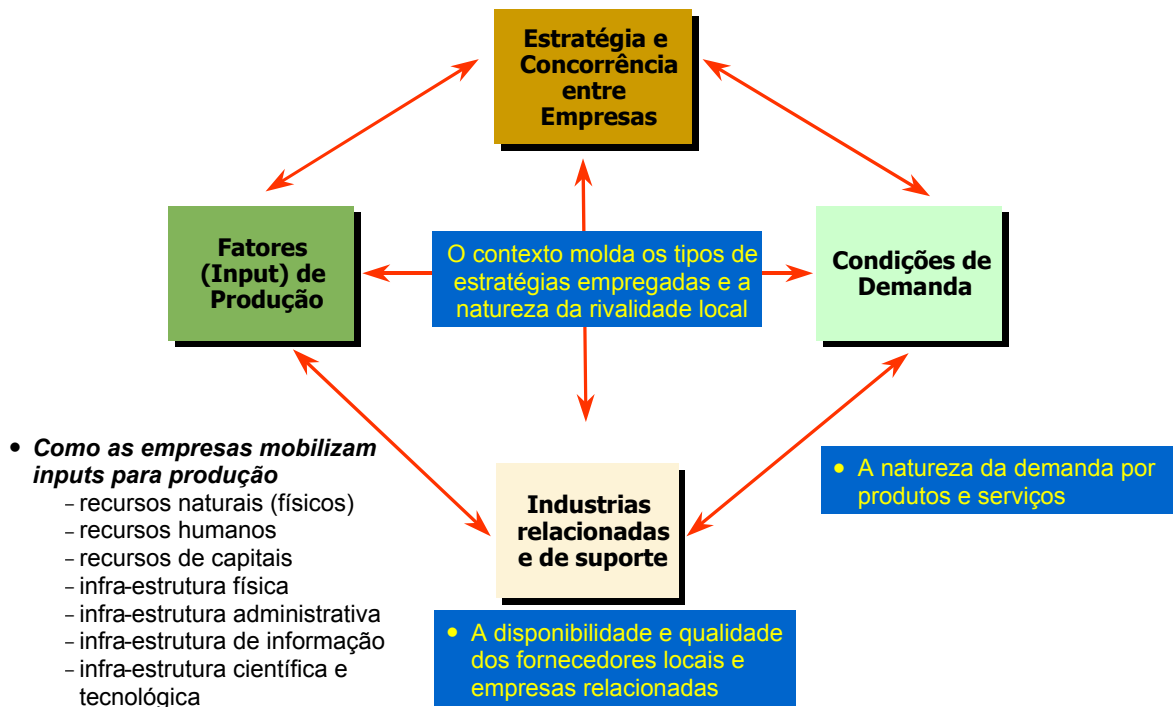 Estratégia e
Concorrência
entre
Empresas
Fatores
(Input) de
Produção
O contexto molda os tipos de
estratégias empregadas e a
natureza da rivalidade local
Condições de
Demanda
• Como as empresas mobilizam
inputs para produção
– recursos naturais (físicos)
– recursos humanos
– recursos de capitais
– infra-estrutura física
– infra-estrutura administrativa
– infra-estrutura de informação
– infra-estrutura científica e
tecnológica
Industrias
relacionadas
e de suporte
• A disponibilidade e qualidade
dos fornecedores locais e
empresas relacionadas
• A natureza da demanda por
produtos e serviços